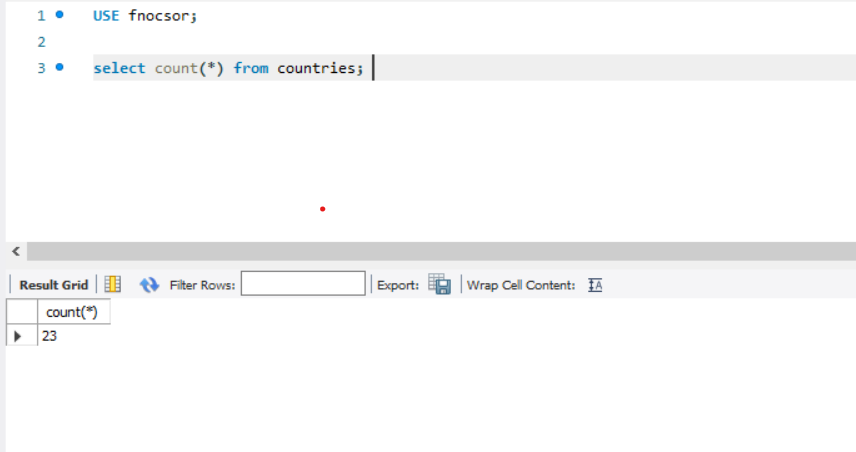 1 USE fnocsor;
2
3 select count(*) from countries;
Result Grid Filter Rows: Export: Wrap Cell Content: IA
count(*)
23